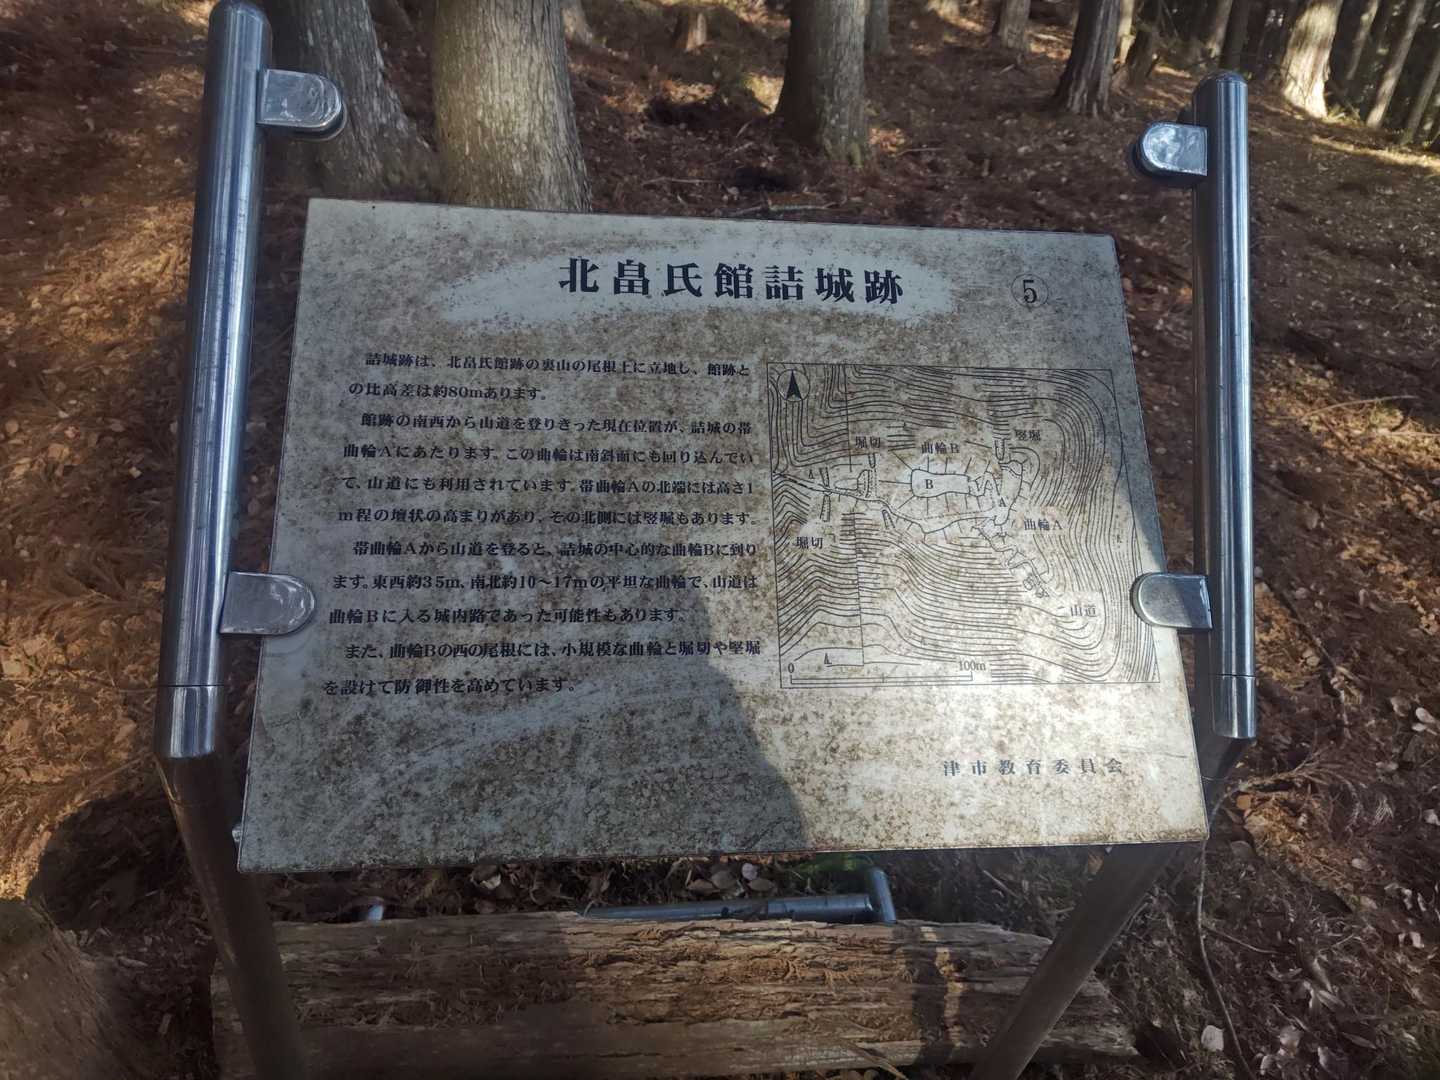 北畠氏館詰城跡
5
詰城跡は、北畠氏館跡の裏山の尾根上に立地し、館跡と
の比高差は約80mあります。
館跡の南西から山道を登りきった現在位置が、詰城の帯
曲輪Aにあたります。この曲輪は南斜面にも回り込んでい
て、山道にも利用されています。帯曲輪Aの北端には高さ1
m程の壇状の高まりがあり、その北側には竪堀もあります。
帯曲輪Aから山道を登ると、詰城の中心的な曲輪Bに到り
ます。東西約35m、南北約10～17mの平坦な曲輪で、山道は
曲輪Bに入る城内路であった可能性もあります。
また、曲輪Bの西の尾根には、小規模な曲輪と堀切や竪堀
を設けて防御性を高めています。
堀切
曲輪B
竪堀
B
A
曲輪A
堀切
山道
0
100m
津市教育委員会